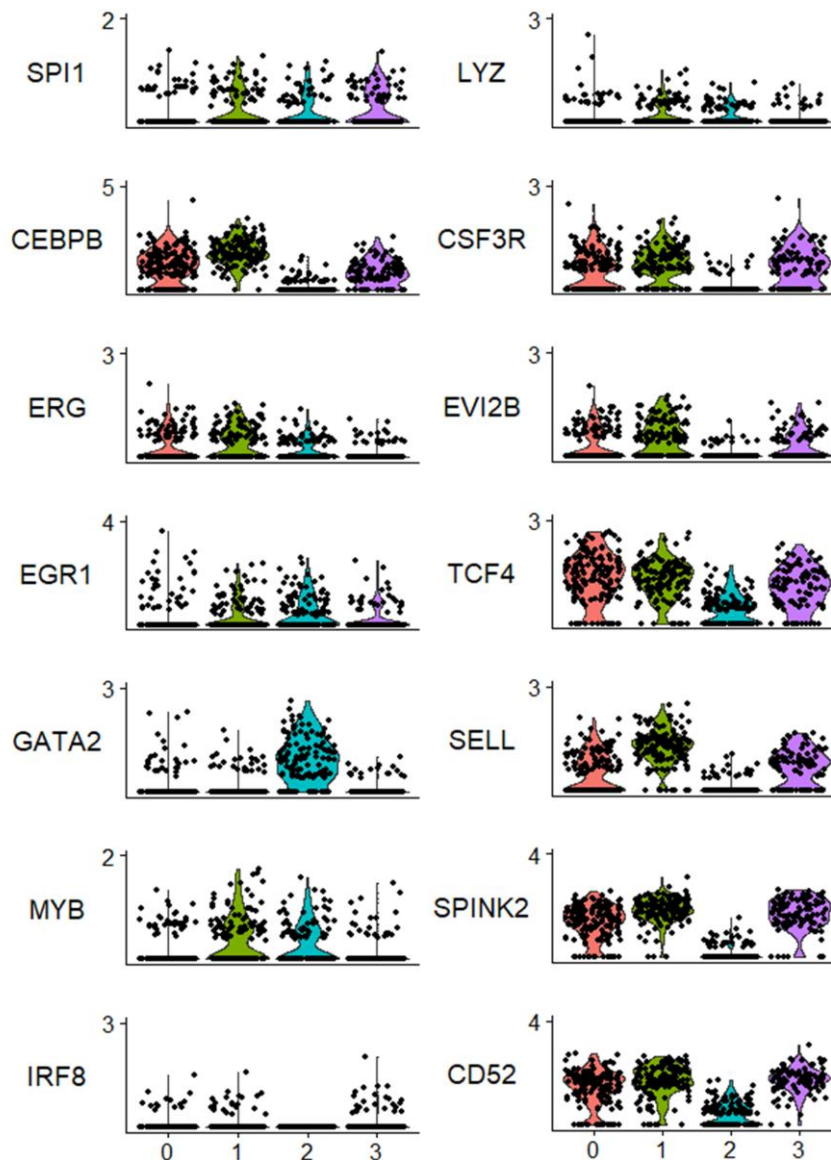 2
SPI1
3
LYZ
5
CEBPB
3
CSF3R
3
ERG
3
EVI2B
4
EGR1
3
TCF4
3
GATA2
3
SELL
2
MYB
4
SPINK2
3
IRF8
4
CD52
0 1 2 3
0 1 2 3